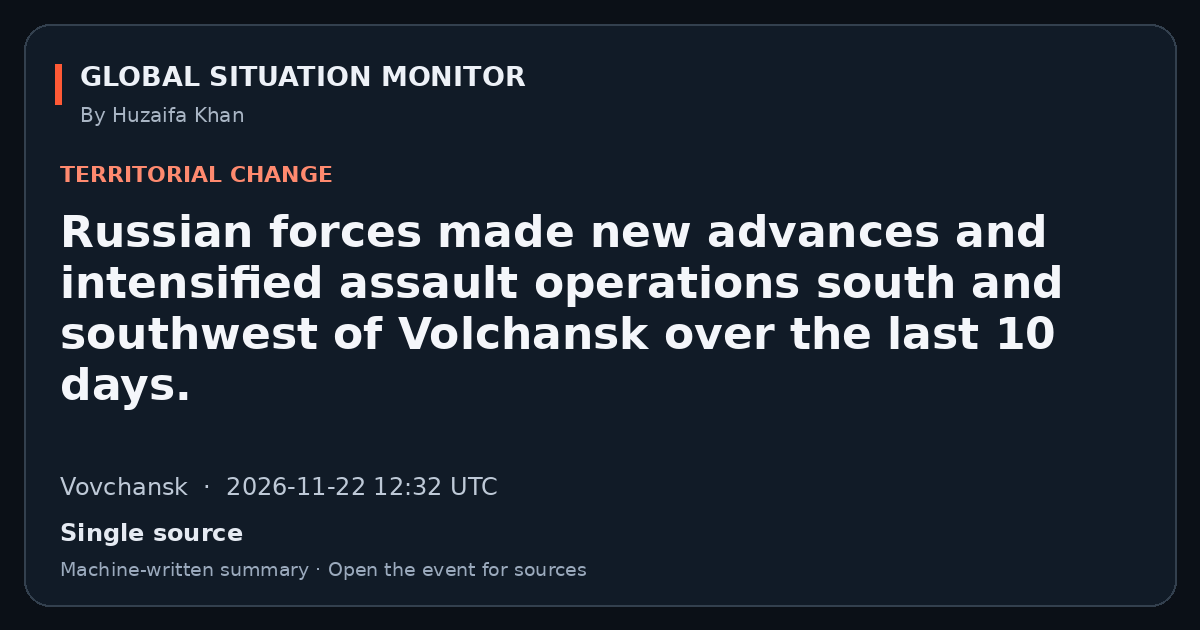 GLOBAL SITUATION MONITOR
By Huzaifa Khan
TERRITORIAL CHANGE
Russian forces made new advances and
intensified assault operations south and
southwest of Volchansk over the last 10
days.
Vovchansk · 2026-11-22 12:32 UTC
Single source
Machine-written summary · Open the event for sources